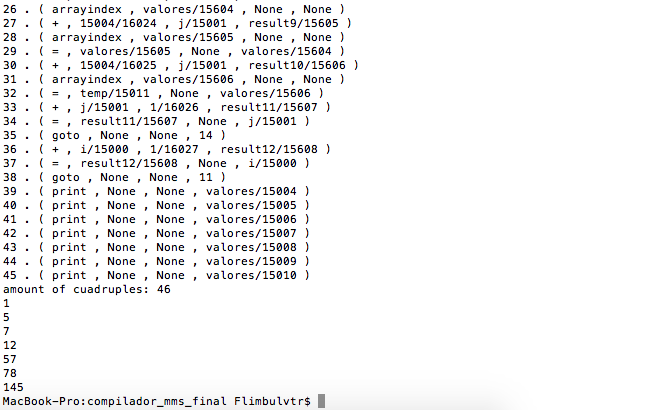 26 . ( arrayindex , valores/15604 , None , None )
27 . ( + , 15004/16024 , j/15001 , result9/15605 )
28 . ( arrayindex , valores/15605 , None , None )
29 . ( = , valores/15605 , None , valores/15604 )
30 . ( + , 15004/16025 , j/15001 , result10/15606 )
31 . ( arrayindex , valores/15606 , None , None )
32 . ( = , temp/15011 , None , valores/15606 )
33 . ( + , j/15001 , 1/16026 , result11/15607 )
34 . ( = , result11/15607 , None , j/15001 )
35 . ( goto , None , None , 14 )
36 . ( + , i/15000 , 1/16027 , result12/15608 )
37 . ( = , result12/15608 , None , i/15000 )
38 . ( goto , None , None , 11 )
39 . ( print , None , None , valores/15004 )
40 . ( print , None , None , valores/15005 )
41 . ( print , None , None , valores/15006 )
42 . ( print , None , None , valores/15007 )
43 . ( print , None , None , valores/15008 )
44 . ( print , None , None , valores/15009 )
45 . ( print , None , None , valores/15010 )
amount of cuadruples: 46
1
5
7
12
57
78
145
MacBook-Pro:compilador_mms_final Flimbulvtr$